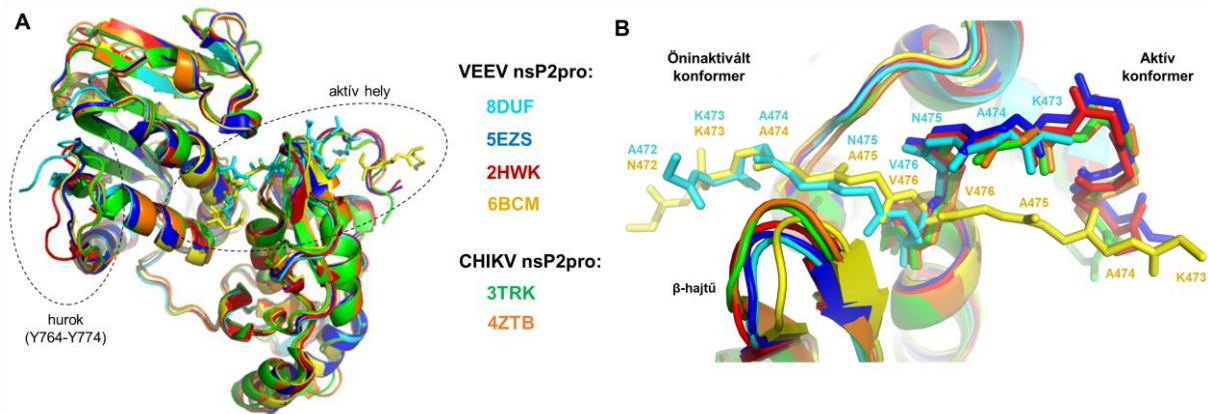 A
VEEV nsP2pro:
8DUF
5EZS
2HWK
6BCM
CHIKV nsP2pro:
3TRK
4ZTB
aktív hely
hurok
(Y764-Y774)
B
Öninaktivált
konformer
Aktív
konformer
K473
K473
A474
A474
A472
N472
N475
A475
V476
V476
N475
A474
K473
V476
A475
A474
K473
β-hajtű